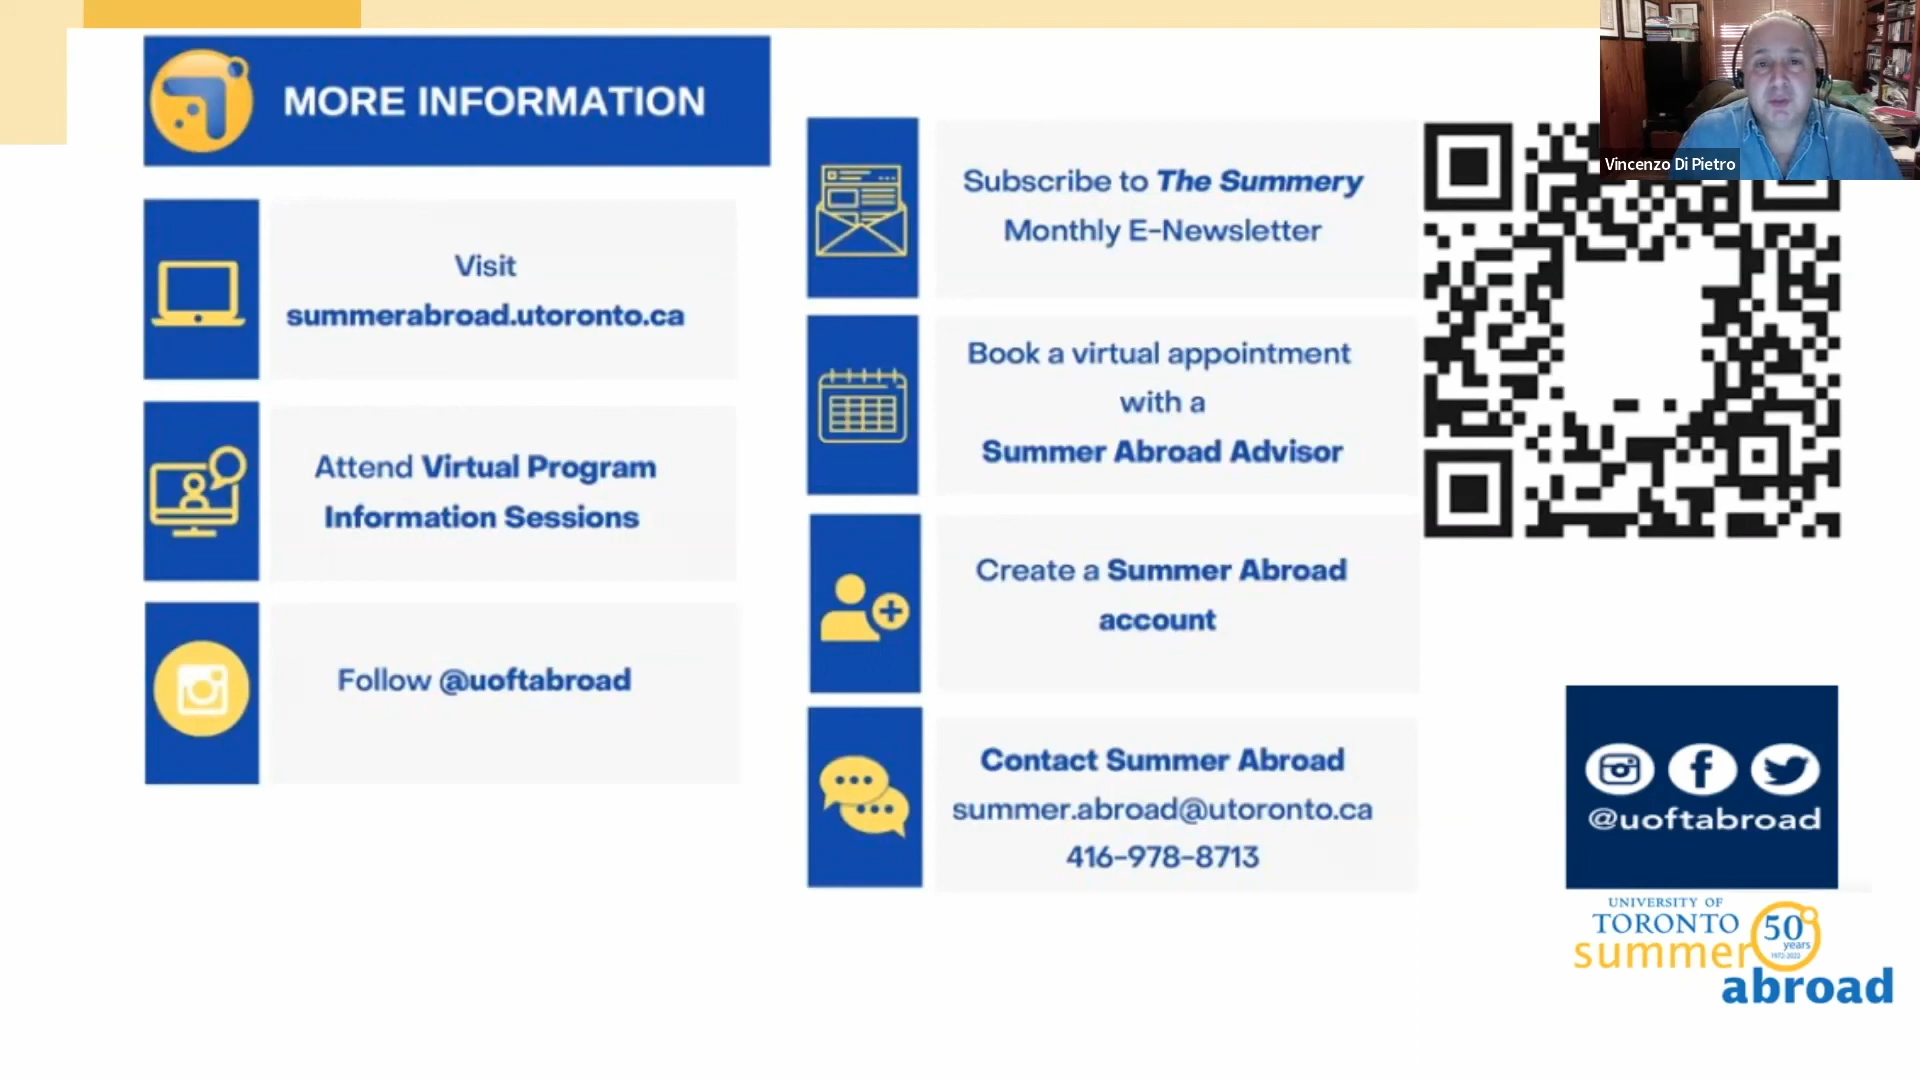 MORE INFORMATION
Visit
summerabroad.utoronto.ca
Attend Virtual Program
Information Sessions
Follow @uoftabroad
Subscribe to The Summery
Monthly E-Newsletter
Book a virtual appointment
with a
Summer Abroad Advisor
Create a Summer Abroad
account
Contact Summer Abroad
summer.abroad@utoronto.ca
416-978-8713
Vincenzo Di Pietro
@uoftabroad
UNIVERSITY OF
TORONTO
summer
abroad
50
years
1972-2022